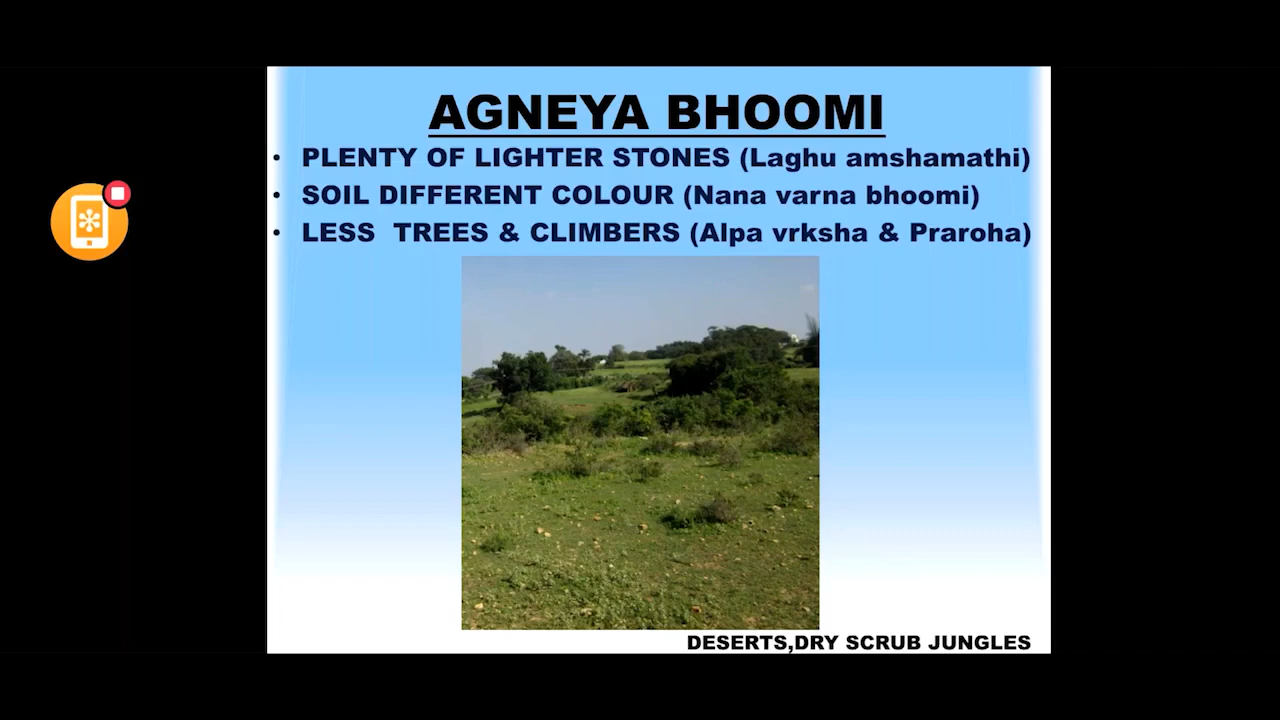 AGNEYA BHOOMI
• PLENTY OF LIGHTER STONES (Laghu amshamathi)
• SOIL DIFFERENT COLOUR (Nana varna bhoomi)
• LESS TREES & CLIMBERS (Alpa vrksha & Praroha)
DESERTS,DRY SCRUB JUNGLES